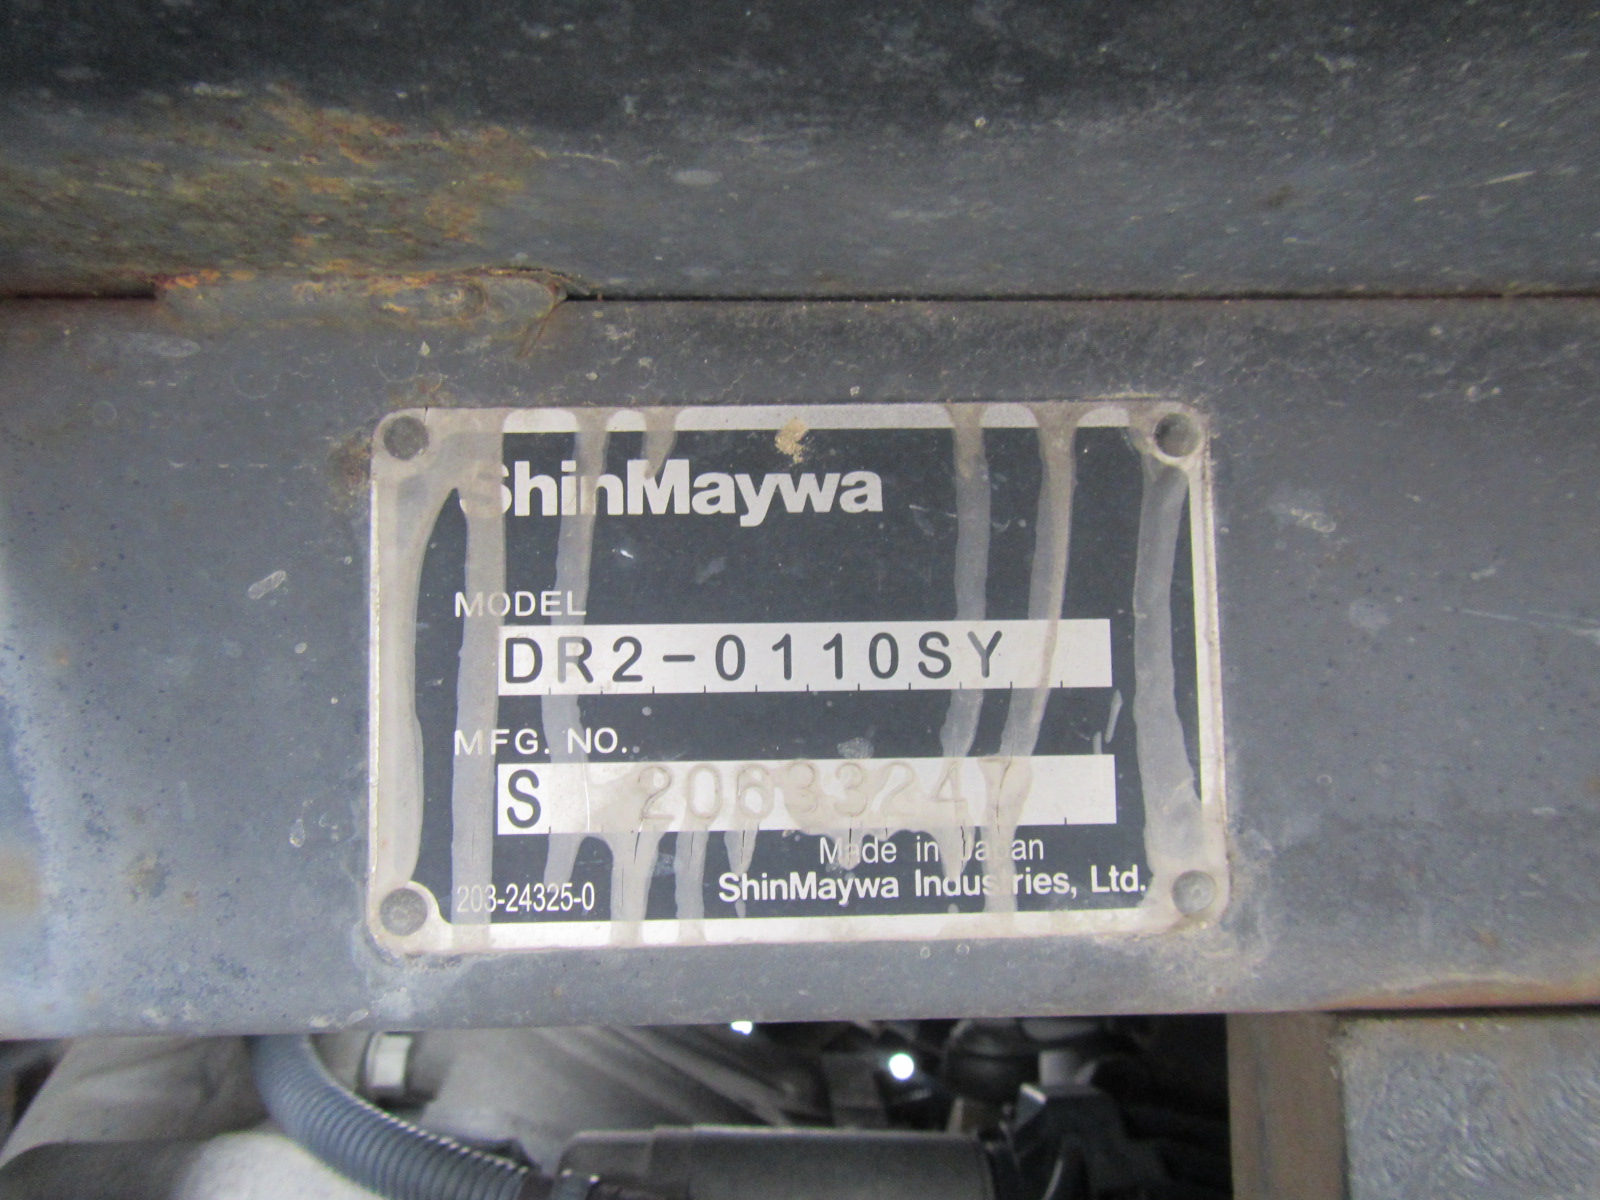 ShinMaywa
MODEL
DR2-0110SY
MFG. NO.
S 20633247
Made in Japan
203-24325-0
ShinMaywa Industries, Ltd.